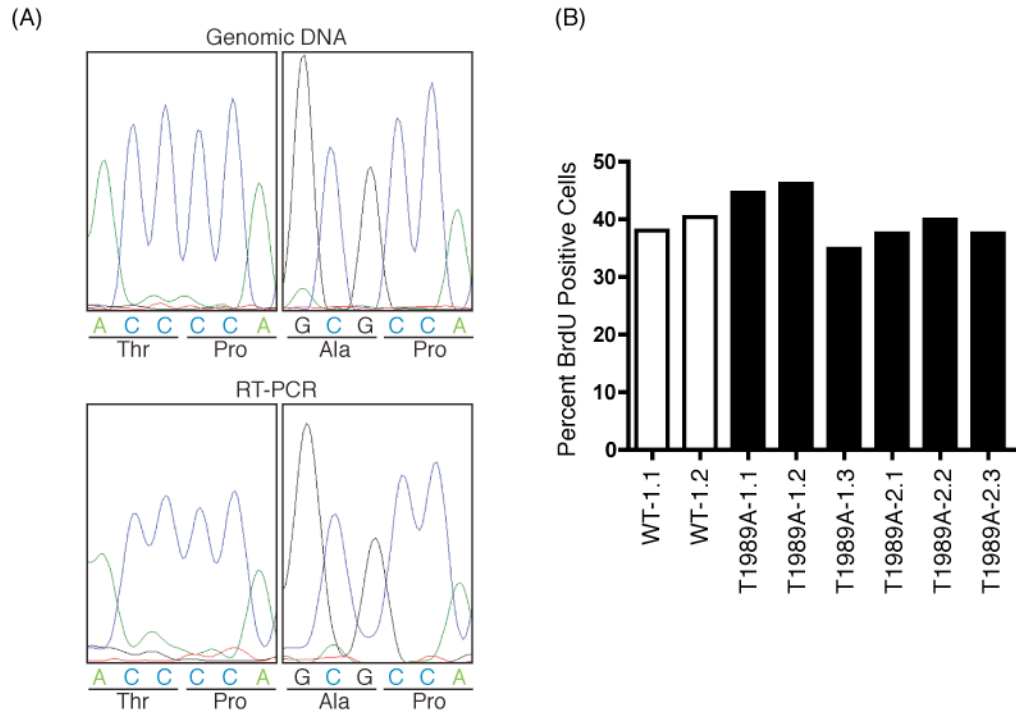 (A)
Genomic DNA
A C C C C A G C G C C A
Thr Pro Ala Pro
RT-PCR
A C C C C A G C G C C A
Thr Pro Ala Pro
(B)
Percent BrdU Positive Cells
50
40
30
20
10
0
WT-1.1
WT-1.2
T1989A-1.1
T1989A-1.2
T1989A-1.3
T1989A-2.1
T1989A-2.2
T1989A-2.3